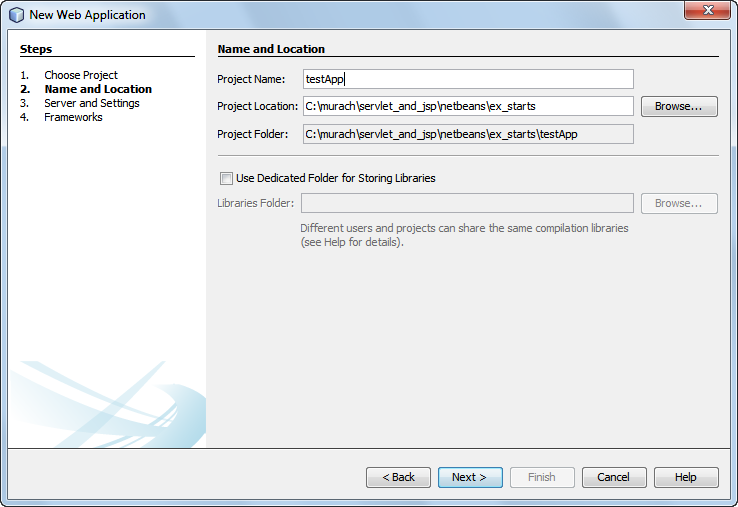 New Web Application
Steps
1. Choose Project
2. Name and Location
3. Server and Settings
4. Frameworks
Name and Location
Project Name: testApp
Project Location: C:\murach\servlet_and_jsp\netbeans\ex_starts Browse...
Project Folder: C:\murach\servlet_and_jsp\netbeans\ex_starts\testApp
Use Dedicated Folder for Storing Libraries
Libraries Folder: Browse...
Different users and projects can share the same compilation libraries
(see Help for details).
< Back Next > Finish Cancel Help